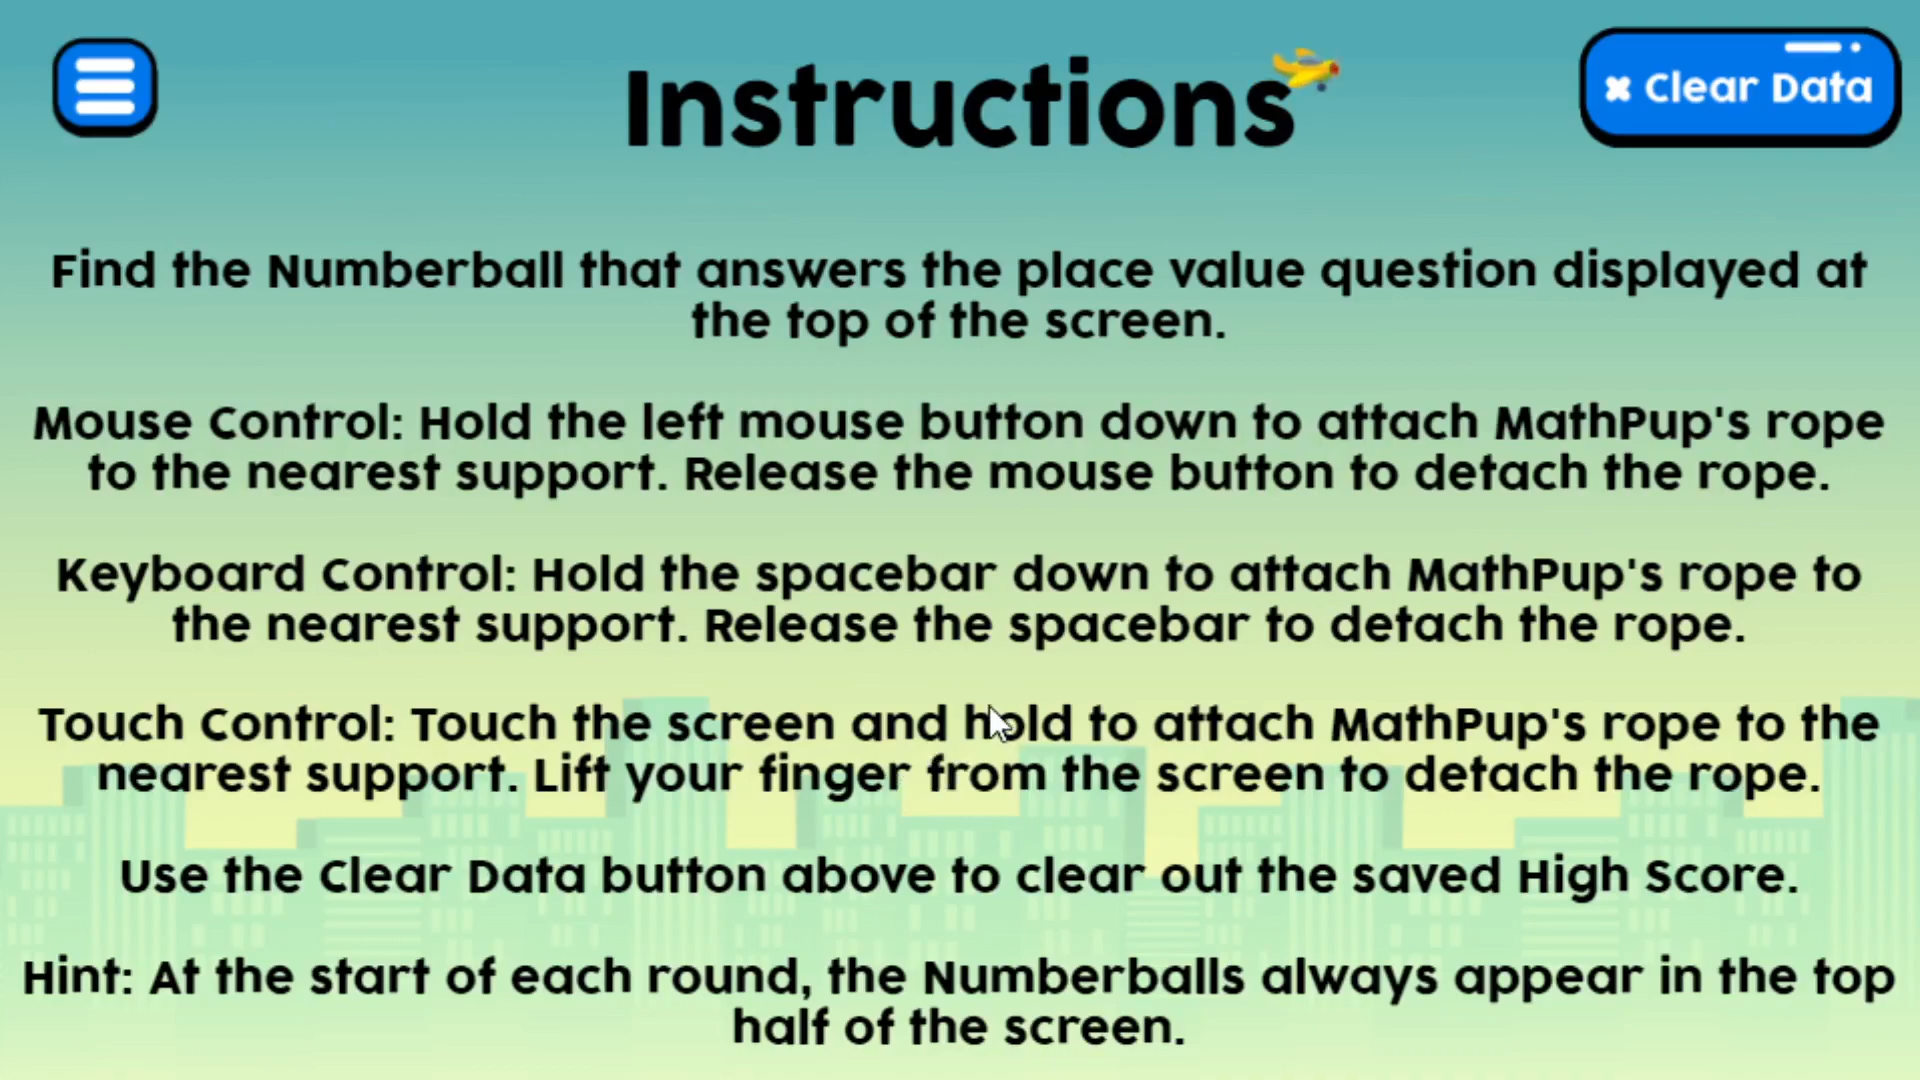 Instructions
Clear Data
Find the Numberball that answers the place value question displayed at
the top of the screen.
Mouse Control: Hold the left mouse button down to attach MathPup's rope
to the nearest support. Release the mouse button to detach the rope.
Keyboard Control: Hold the spacebar down to attach MathPup's rope to
the nearest support. Release the spacebar to detach the rope.
Touch Control: Touch the screen and hold to attach MathPup's rope to the
nearest support. Lift your finger from the screen to detach the rope.
Use the Clear Data button above to clear out the saved High Score.
Hint: At the start of each round, the Numberballs always appear in the top
half of the screen.